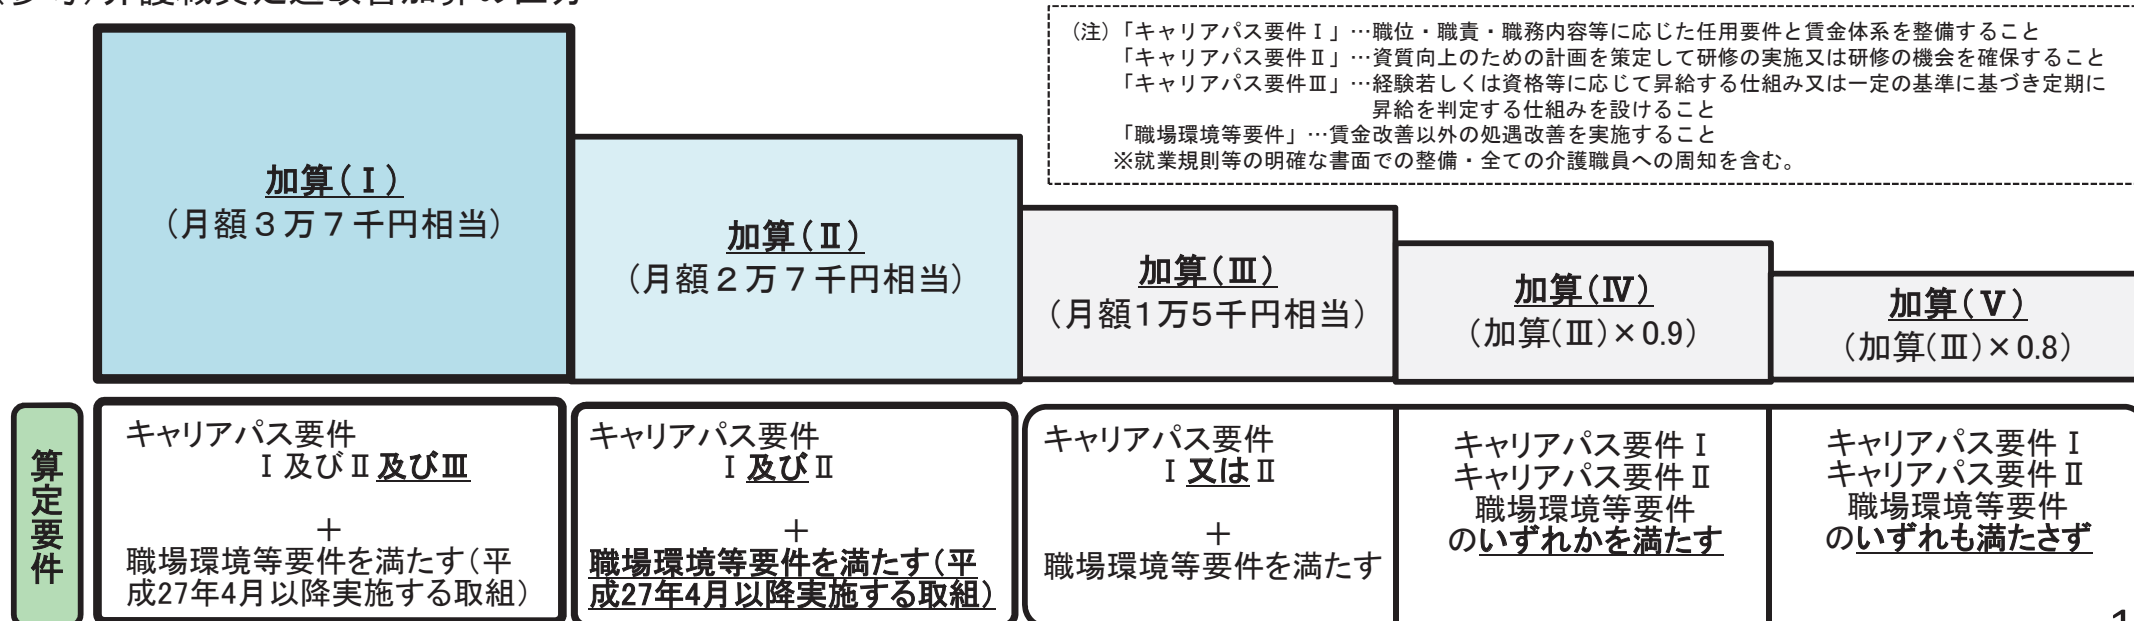 (注)「キャリアパス要件Ⅰ」…職位・職責・職務内容等に応じた任用要件と賃金体系を整備すること
「キャリアパス要件Ⅱ」…資質向上のための計画を策定して研修の実施又は研修の機会を確保すること
「キャリアパス要件Ⅲ」…経験若しくは資格等に応じて昇給する仕組み又は一定の基準に基づき定期に
昇給を判定する仕組みを設けること
「職場環境等要件」…賃金改善以外の処遇改善を実施すること
※就業規則等の明確な書面での整備・全ての介護職員への周知を含む。
加算(Ⅰ)
(月額3万7千円相当)
加算(Ⅱ)
(月額2万7千円相当)
加算(Ⅲ)
(月額1万5千円相当)
加算(Ⅳ)
(加算(Ⅲ)×0.9)
加算(Ⅴ)
(加算(Ⅲ)×0.8)
算定要件
キャリアパス要件
Ⅰ及びⅡ及びⅢ
+
職場環境等要件を満たす(平
成27年4月以降実施する取組)
キャリアパス要件
Ⅰ及びⅡ
+
職場環境等要件を満たす(平
成27年4月以降実施する取組)
キャリアパス要件
Ⅰ又はⅡ
+
職場環境等要件を満たす
キャリアパス要件Ⅰ
キャリアパス要件Ⅱ
職場環境等要件
のいずれかを満たす
キャリアパス要件Ⅰ
キャリアパス要件Ⅱ
職場環境等要件
のいずれも満たさず